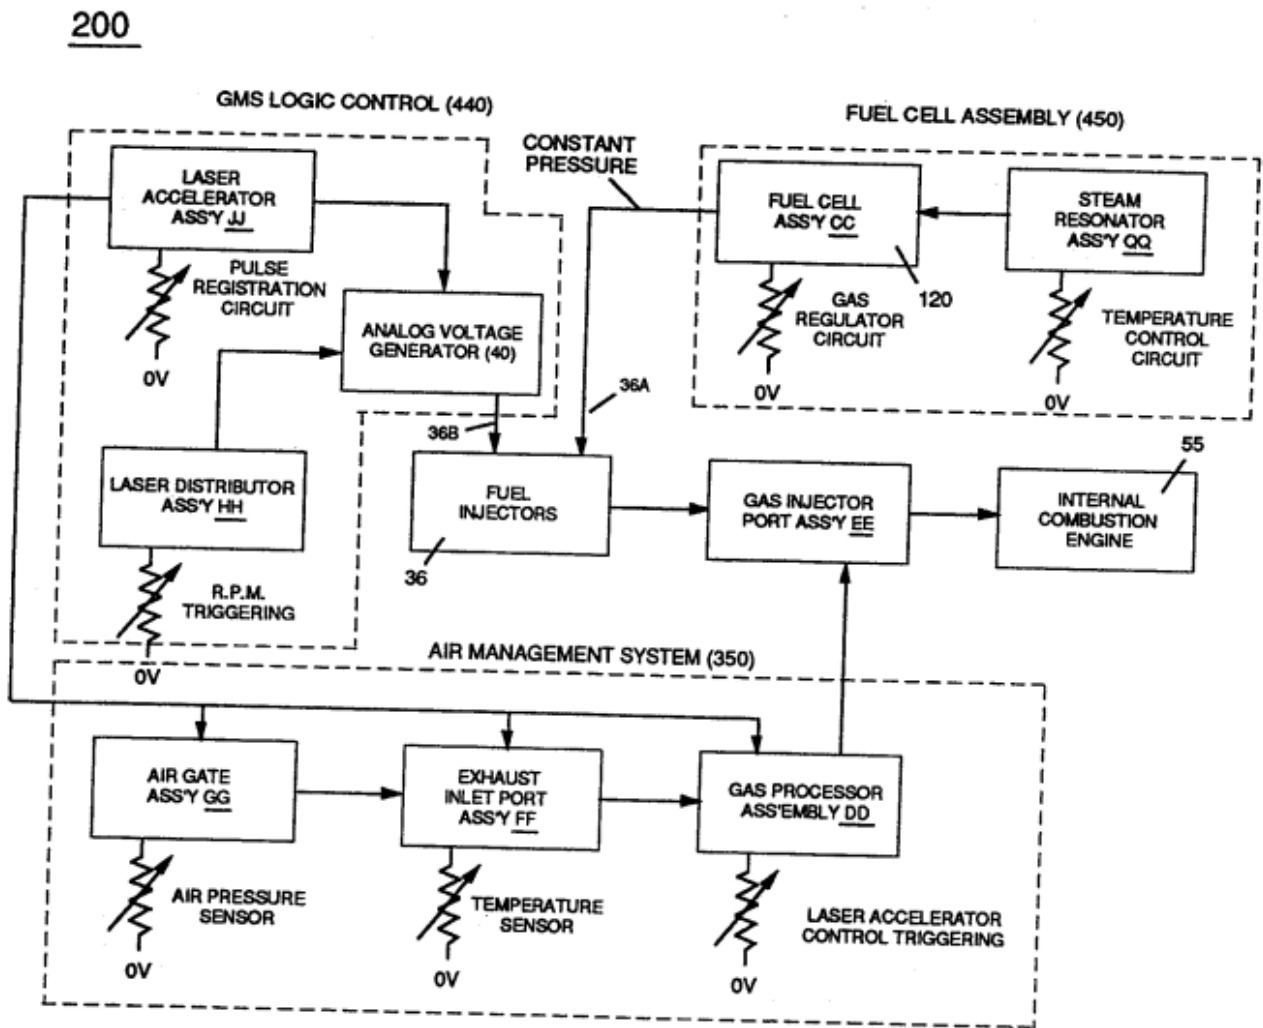 200
GMS LOGIC CONTROL (440)
FUEL CELL ASSEMBLY (450)
CONSTANT
PRESSURE
LASER
ACCELERATOR
ASS'Y JJ
PULSE
REGISTRATION
CIRCUIT
0V
ANALOG VOLTAGE
GENERATOR (40)
FUEL CELL
ASS'Y CC
STEAM
RESONATOR
ASS'Y QQ
120
GAS
REGULATOR
CIRCUIT
0V
TEMPERATURE
CONTROL
CIRCUIT
0V
36A
36B
LASER DISTRIBUTOR
ASS'Y HH
R.P.M.
TRIGGERING
0V
FUEL
INJECTORS
36
GAS INJECTOR
PORT ASS'Y EE
55
INTERNAL
COMBUSTION
ENGINE
AIR MANAGEMENT SYSTEM (350)
AIR GATE
ASS'Y GG
EXHAUST
INLET PORT
ASS'Y FF
GAS PROCESSOR
ASS'EMBLY DD
AIR PRESSURE
SENSOR
0V
TEMPERATURE
SENSOR
0V
LASER ACCELERATOR
CONTROL TRIGGERING
0V